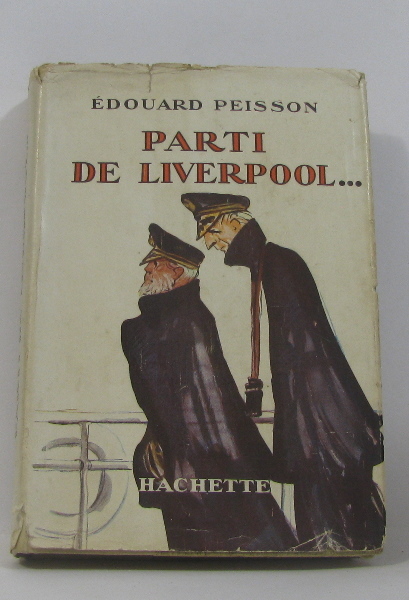 ÉDOUARD PEISSON
PARTI
DE LIVERPOOL...
HACHETTE